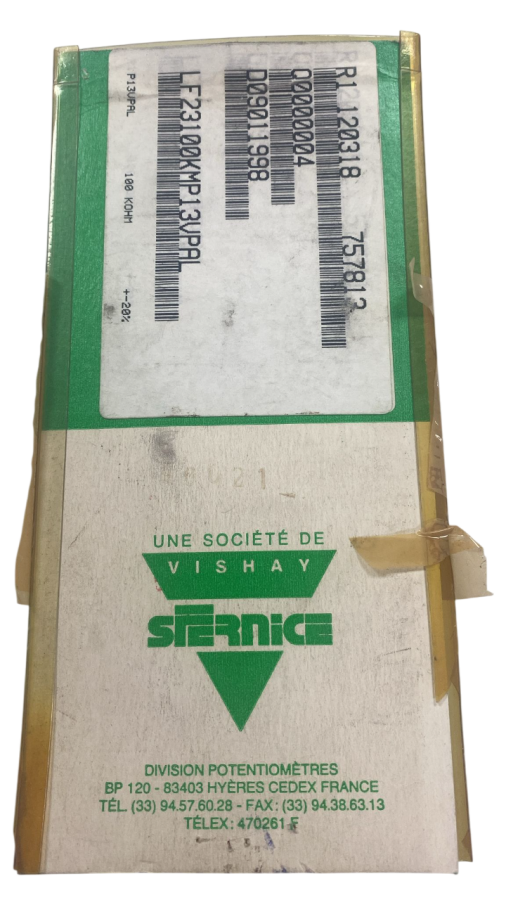 R12 120318 757813
Q0000004
D09011998
LF23100KMP13VPAL
P13VPAL 100 KOHM +-20%
UNE SOCIÉTÉ DE
VISHAY
SFERNICE
DIVISION POTENTIOMÈTRES
BP 120 - 83403 HYÈRES CEDEX FRANCE
TÉL. (33) 94.57.60.28 - FAX : (33) 94.38.63.13
TÉLEX : 470261 F